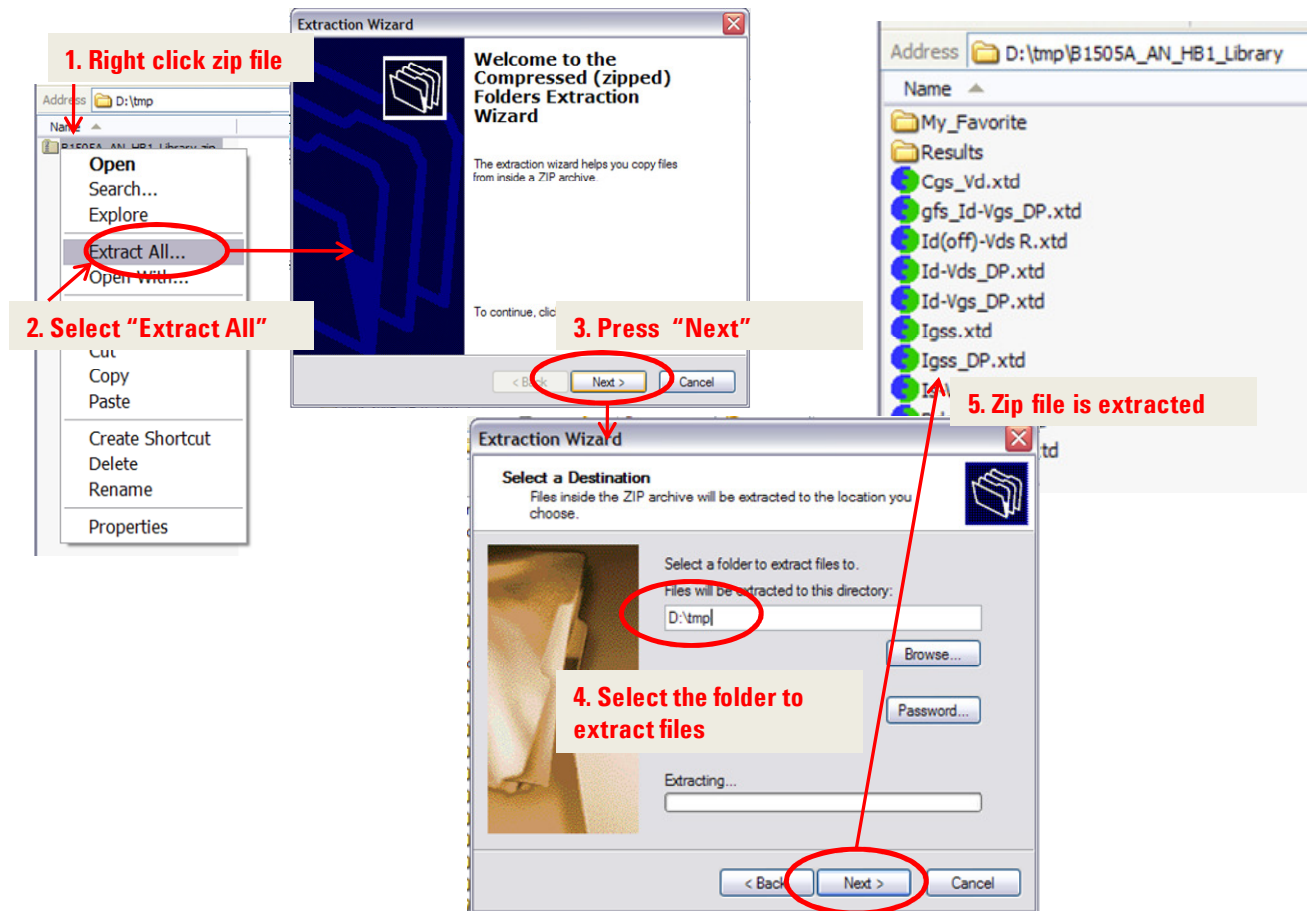 1. Right click zip file
Address D:\tmp
Name
B1505A_AN_HB1_Library.zip
Open
Search...
Explore
Extract All...
Open With...
2. Select “Extract All”
Cut
Copy
Paste
Create Shortcut
Delete
Rename
Properties
Extraction Wizard
Welcome to the
Compressed (zipped)
Folders Extraction
Wizard
The extraction wizard helps you copy files
from inside a ZIP archive.
To continue, clic
3. Press “Next”
< Back
Next >
Cancel
Extraction Wizard
Select a Destination
Files inside the ZIP archive will be extracted to the location you
choose.
Select a folder to extract files to.
Files will be extracted to this directory:
D:\tmp
Browse...
4. Select the folder to
extract files
Password...
Extracting...
< Back
Next >
Cancel
Address D:\tmp\B1505A_AN_HB1_Library
Name
My_Favorite
Results
Cgs_Vd.xtd
gfs_Id-Vgs_DP.xtd
Id(off)-Vds R.xtd
Id-Vds_DP.xtd
Id-Vgs_DP.xtd
Igss.xtd
Igss_DP.xtd
5. Zip file is extracted
td